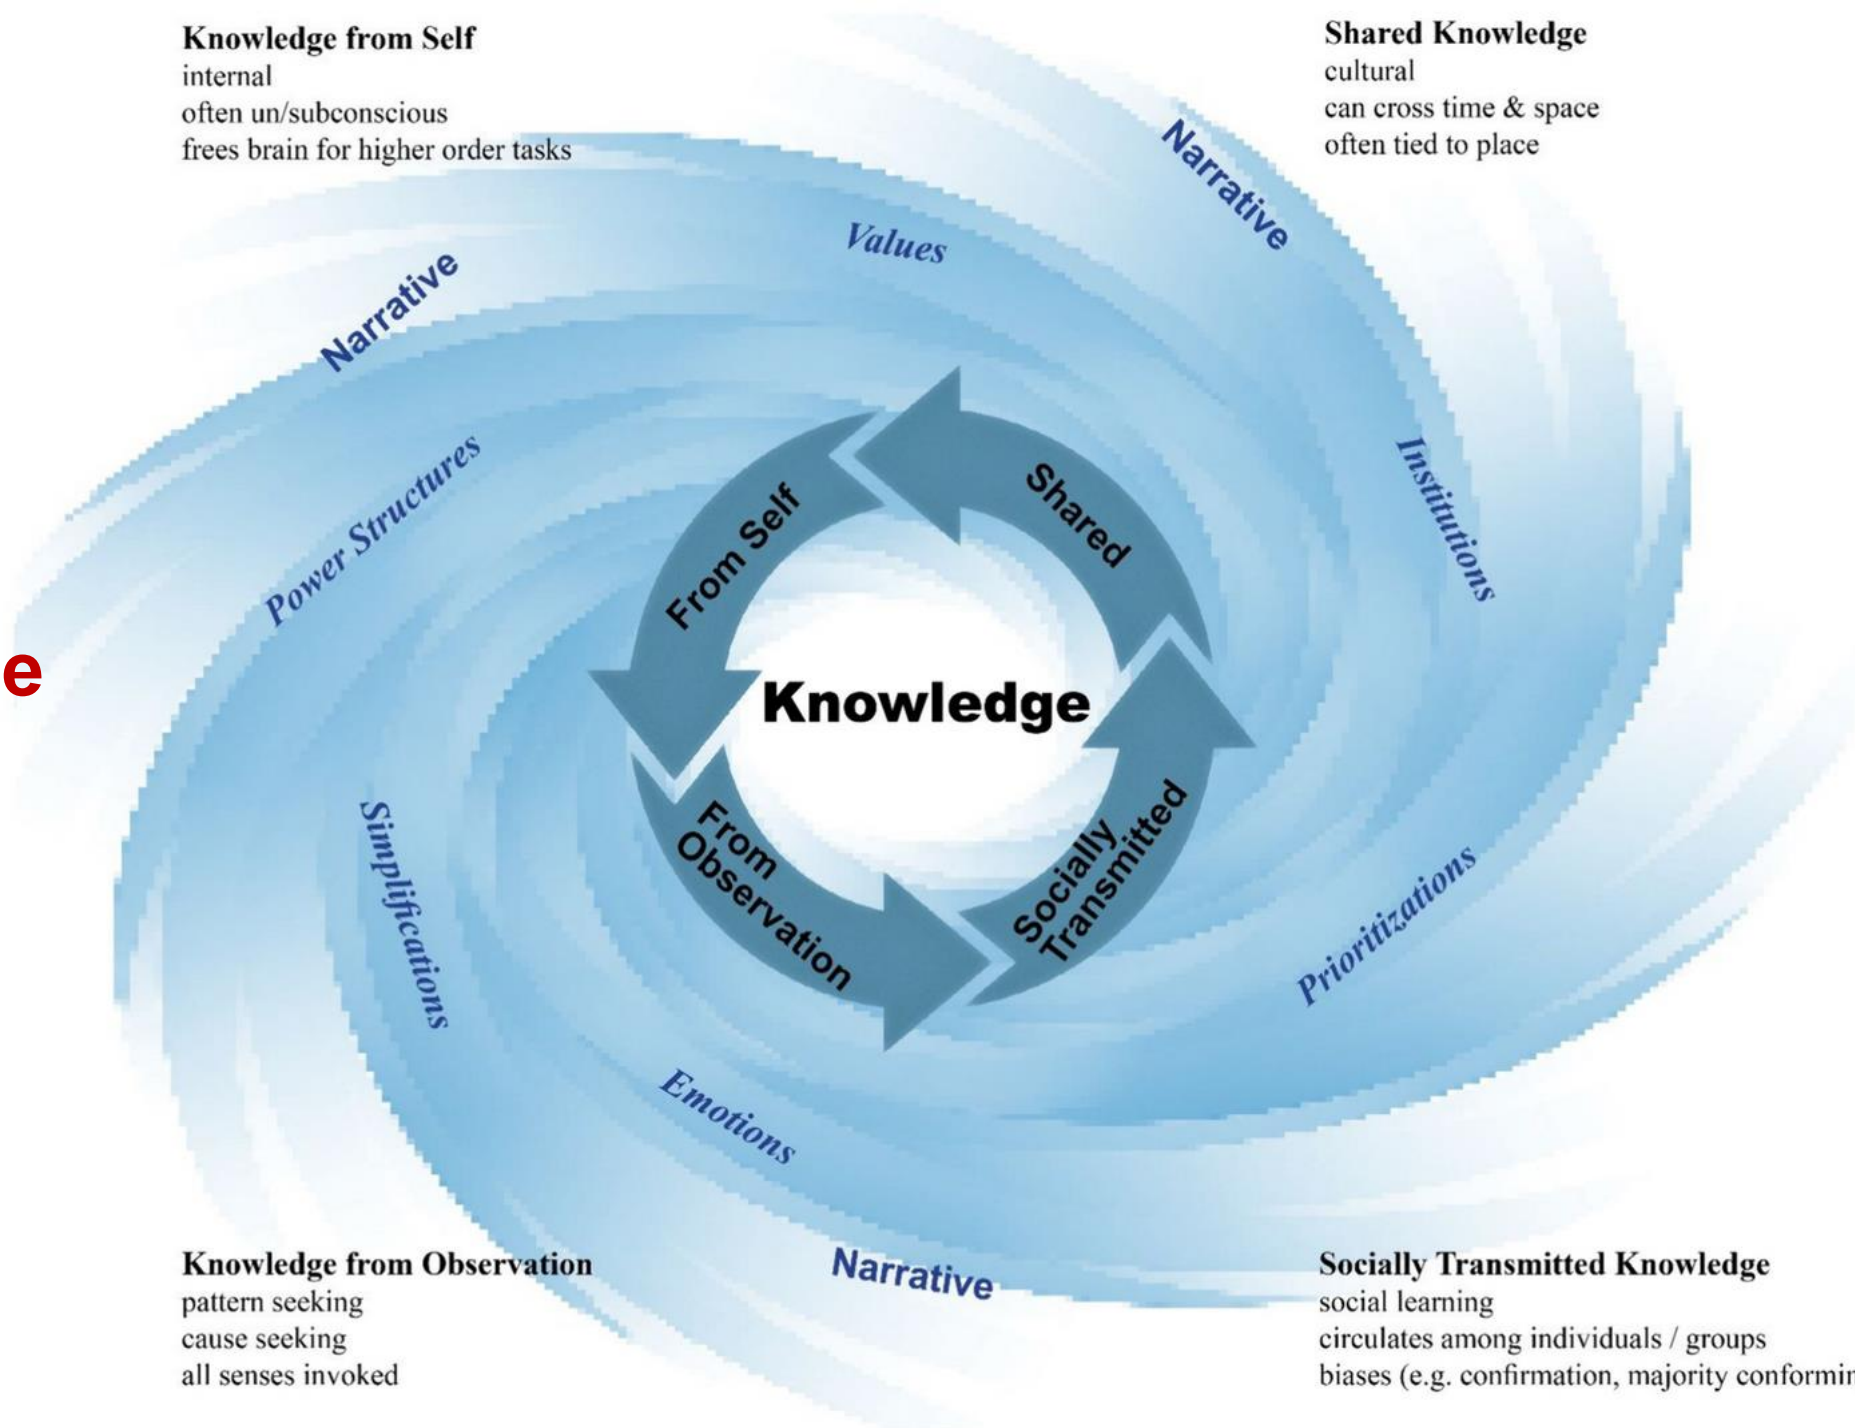 Knowledge from Self
internal
often un/subconscious
frees brain for higher order tasks
Shared Knowledge
cultural
can cross time & space
often tied to place
Narrative
Values
Narrative
Power Structures
Institutions
From Self
Shared
e
Knowledge
From
Observation
Socially
Transmitted
Simplifications
Prioritizations
Emotions
Narrative
Knowledge from Observation
pattern seeking
cause seeking
all senses invoked
Socially Transmitted Knowledge
social learning
circulates among individuals / groups
biases (e.g. confirmation, majority conformin